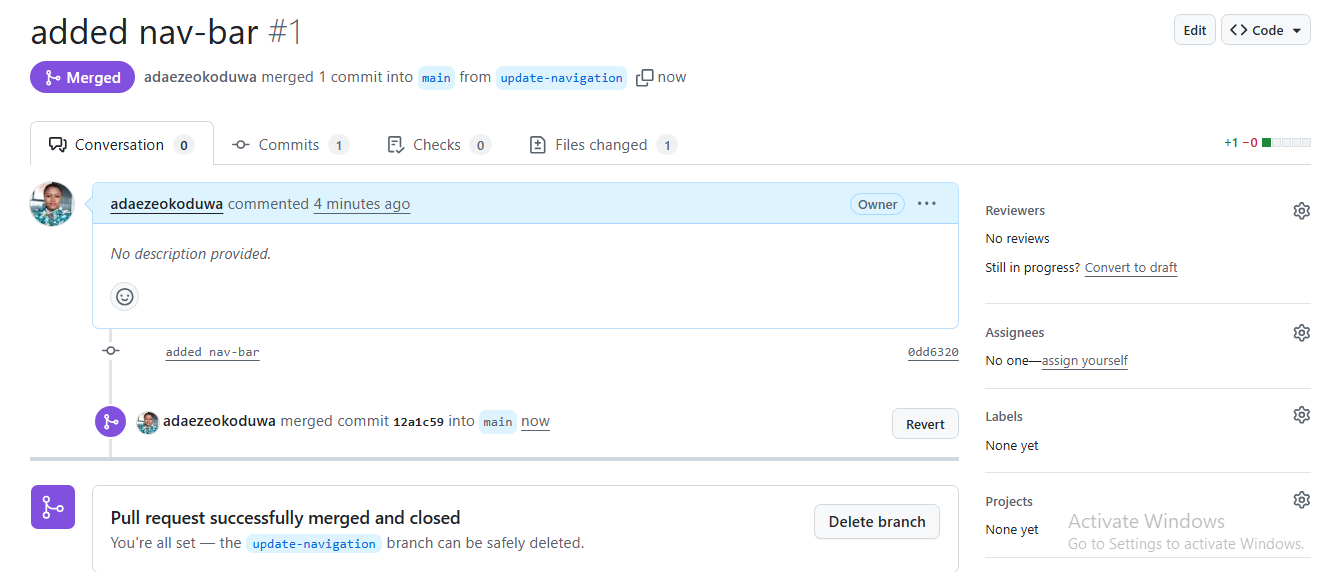 added nav-bar #1
Edit
Code
Merged
adaezeokoduwa merged 1 commit into main from update-navigation now
Conversation 0
Commits 1
Checks 0
Files changed 1
+1 −0
adaezeokoduwa commented 4 minutes ago
Owner
No description provided.
added nav-bar
0dd6320
adaezeokoduwa merged commit 12a1c59 into main now
Revert
Pull request successfully merged and closed
You're all set — the update-navigation branch can be safely deleted.
Delete branch
Reviewers
No reviews
Still in progress? Convert to draft
Assignees
No one—assign yourself
Labels
None yet
Projects
None yet
Activate Windows
Go to Settings to activate Windows.